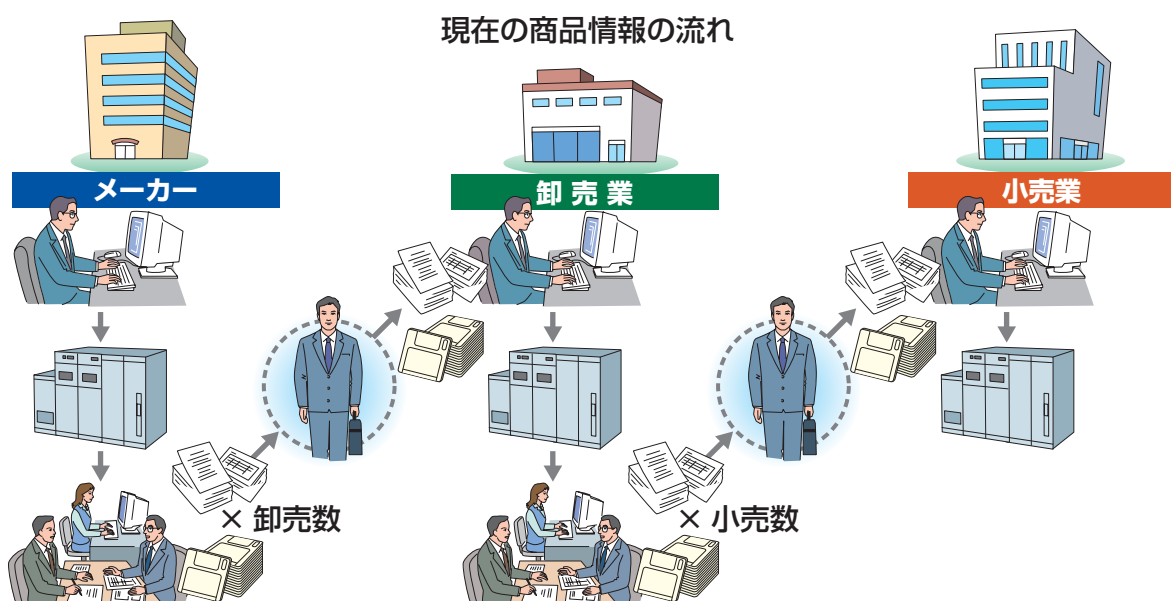 現在の商品情報の流れ
メーカー
卸売業
小売業
× 卸売数
× 小売数